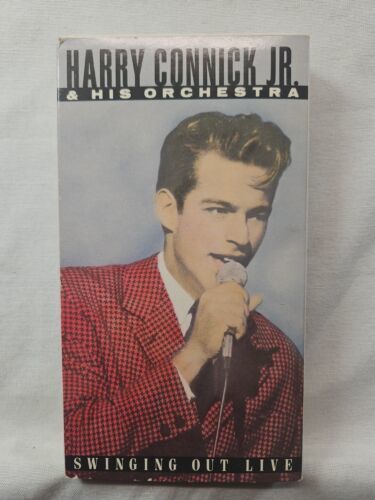 HARRY CONNICK JR.
& HIS ORCHESTRA
SWINGING OUT LIVE